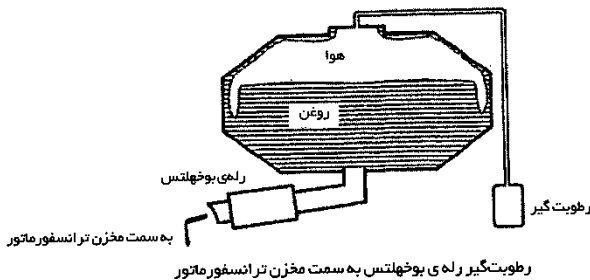 هوا
روغن
رله‌ی بوخهلتس
رطوبت گیر
به سمت مخزن ترانسفورماتور
رطوبت‌گیر رله ی بوخهلتس به سمت مخزن ترانسفورماتور